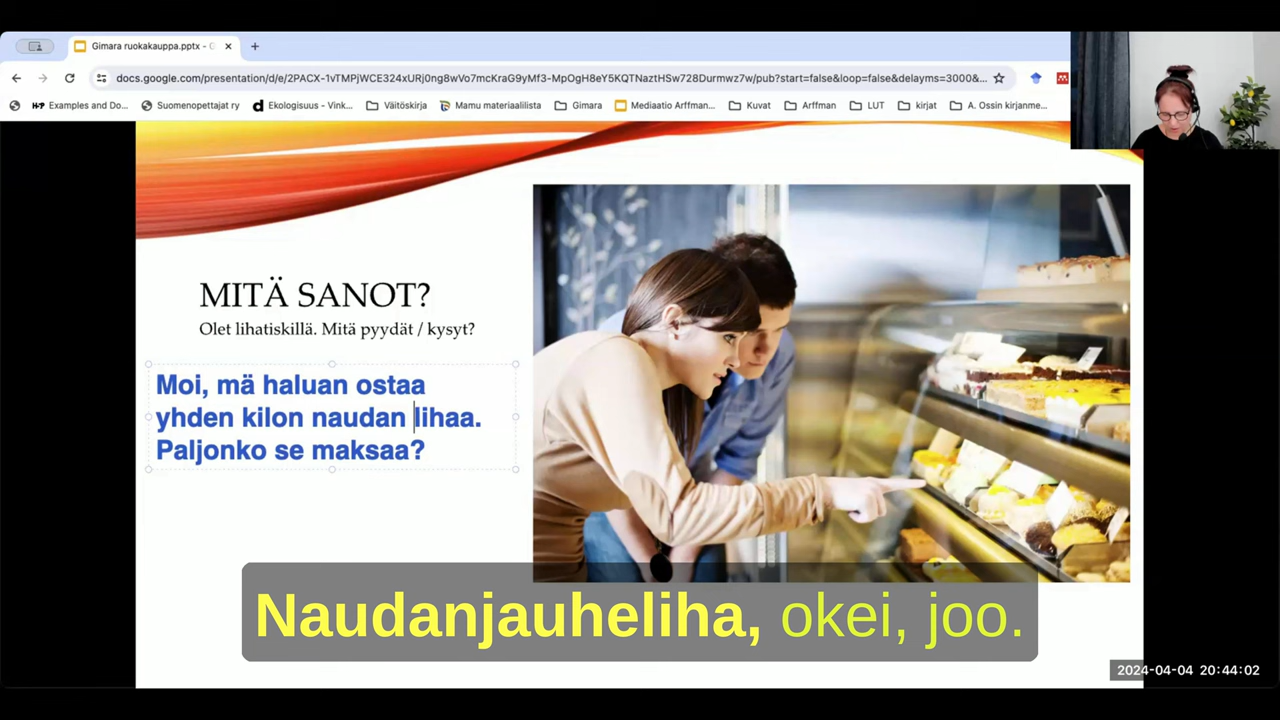 Gimara ruokakauppa.pptx - G
docs.google.com/presentation/d/e/2PACX-1vTMPjWCE324xURj0ng8wVo7mcKraG9yMf3-MpOgH8eY5KQTNaztHSw728Durmwz7w/pub?start=false&loop=false&delayms=3000&...
Examples and Do...
Suomenopettajat ry
Ekologisuus - Vink...
Väitöskirja
Mamu materiaalilista
Gimara
Mediaatio Arffman...
Kuvat
Arffman
LUT
kirjat
A. Ossin kirjanme...
MITÄ SANOT?
Olet lihatiskillä. Mitä pyydät / kysyt?
Moi, mä haluan ostaa
yhden kilon naudan lihaa.
Paljonko se maksaa?
Naudanjauheliha, okei, joo.
2024-04-04 20:44:02